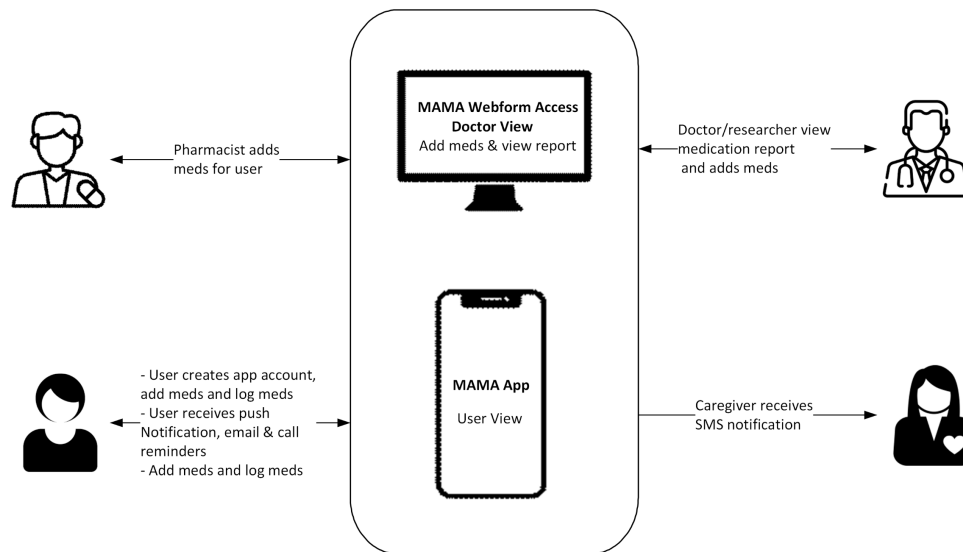 MAMA Webform Access
Doctor View
Add meds & view report
Pharmacist adds
meds for user
Doctor/researcher view
medication report
and adds meds
- User creates app account,
add meds and log meds
- User receives push
Notification, email & call
reminders
- Add meds and log meds
MAMA App
User View
Caregiver receives
SMS notification